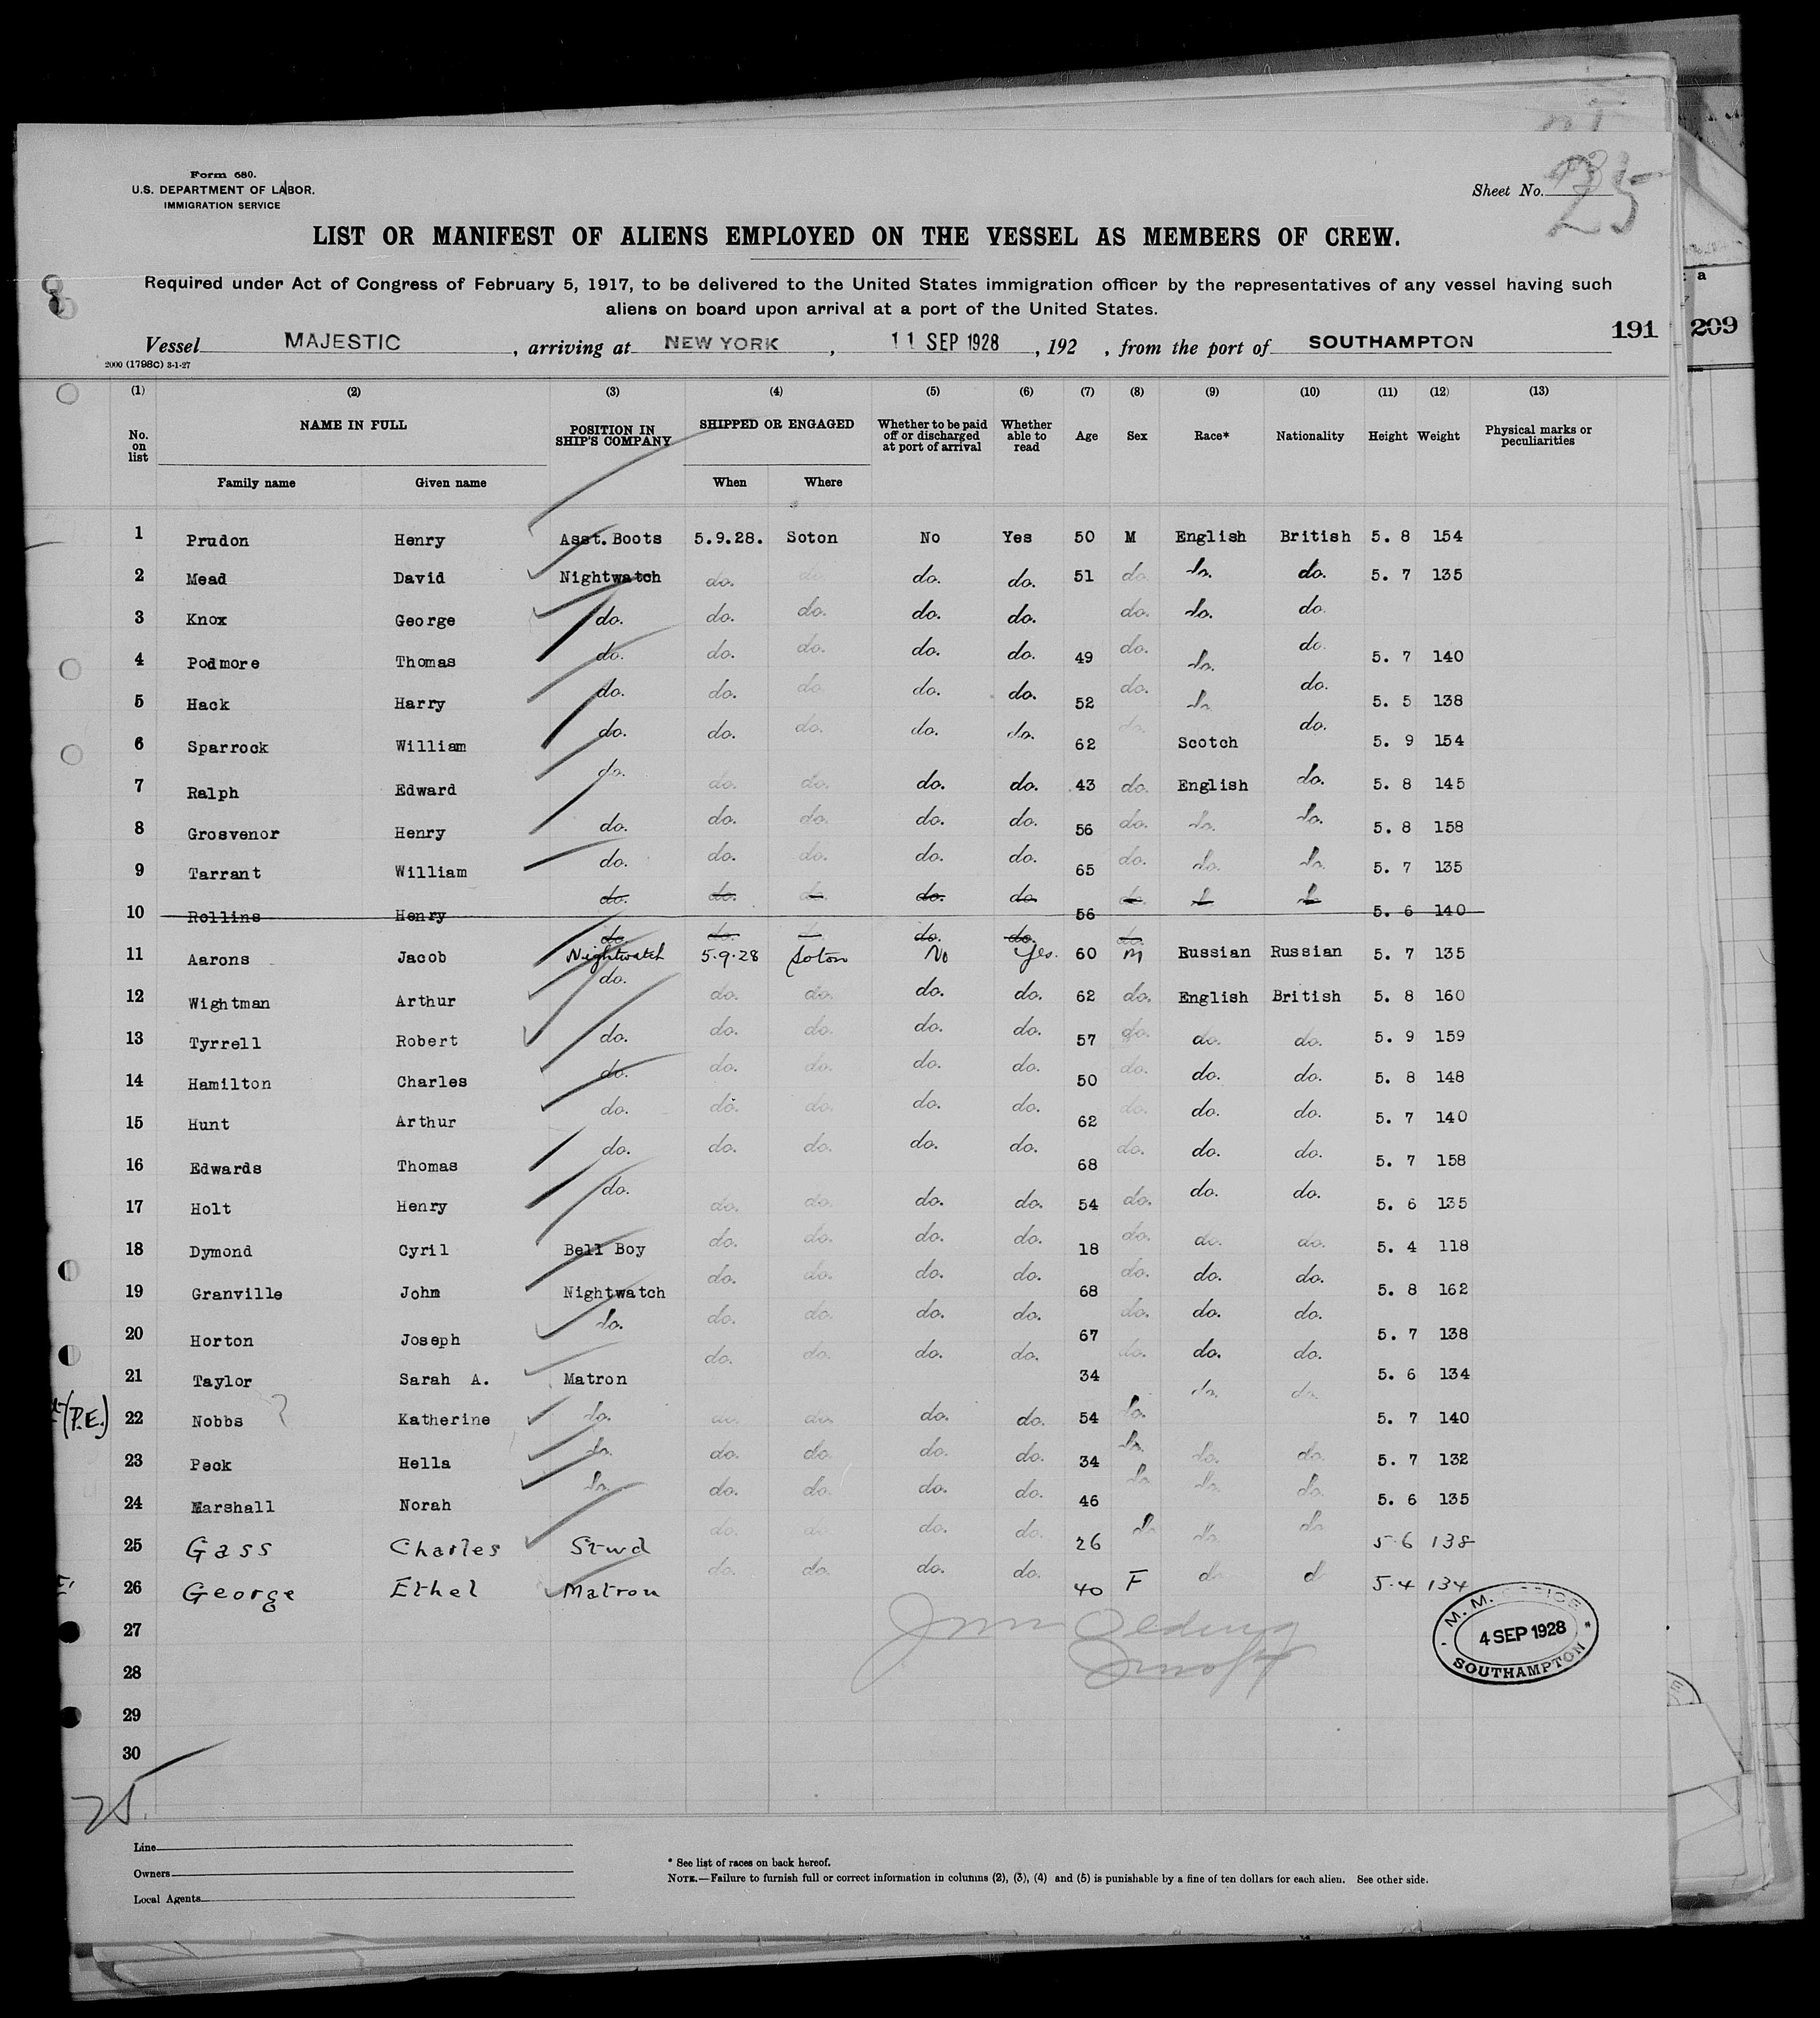 Form 680.
U.S. DEPARTMENT OF LABOR.
IMMIGRATION SERVICE
Sheet No. 25
LIST OR MANIFEST OF ALIENS EMPLOYED ON THE VESSEL AS MEMBERS OF CREW.
Required under Act of Congress of February 5, 1917, to be delivered to the United States immigration officer by the representatives of any vessel having such
aliens on board upon arrival at a port of the United States.
Vessel MAJESTIC, arriving at NEW YORK, 11 SEP 1928, 192 , from the port of SOUTHAMPTON 191 209
2000 (1798C) 3-1-27
(1) (2) (3) (4) (5) (6) (7) (8) (9) (10) (11) (12) (13)
No. on list NAME IN FULL Family name Given name POSITION IN SHIP'S COMPANY SHIPPED OR ENGAGED When Where Whether to be paid off or discharged at port of arrival Whether able to read Age Sex Race* Nationality Height Weight Physical marks or peculiarities
1 Prudon Henry Asst. Boots 5.9.28. Soton No Yes 50 M English British 5. 8 154
2 Mead David Nightwatch do. do. do. do. 51 do. do. do. 5. 7 135
3 Knox George do. do. do. do. do. do. do. do.
4 Podmore Thomas do. do. do. do. do. 49 do. do. do. 5. 7 140
5 Hack Harry do. do. do. do. do. 52 do. do. do. 5. 5 138
6 Sparrock William do. do. do. do. do. 62 do. Scotch do. 5. 9 154
7 Ralph Edward do. do. do. do. do. 43 do. English do. 5. 8 145
8 Grosvenor Henry do. do. do. do. do. 56 do. do. do. 5. 8 158
9 Tarrant William do. do. do. do. do. 65 do. do. do. 5. 7 135
10 Rollins Henry do. do. do. do. do. 56 do. do. do. 5. 6 140
do. do. do. do. do. do.
11 Aarons Jacob Nightwatch 5.9.28 Soton No Yes. 60 M Russian Russian 5. 7 135
12 Wightman Arthur do. do. do. do. do. 62 do. English British 5. 8 160
13 Tyrrell Robert do. do. do. do. do. 57 do. do. do. 5. 9 159
14 Hamilton Charles do. do. do. do. do. 50 do. do. do. 5. 8 148
15 Hunt Arthur do. do. do. do. do. 62 do. do. do. 5. 7 140
16 Edwards Thomas do. do. do. do. 68 do. do. do. 5. 7 158
17 Holt Henry do. do. do. do. do. 54 do. do. do. 5. 6 135
18 Dymond Cyril Bell Boy do. do. do. do. 18 do. do. do. 5. 4 118
19 Granville John Nightwatch do. do. do. do. 68 do. do. do. 5. 8 162
20 Horton Joseph do. do. do. do. do. 67 do. do. do. 5. 7 138
21 Taylor Sarah A. Matron do. do. do. do. 34 do. do. do. 5. 6 134
(P.E.) 22 Nobbs ? Katherine do. do. do. do. do. 54 do. do. do. 5. 7 140
23 Peck Hella do. do. do. do. do. 34 do. do. do. 5. 7 132
24 Marshall Norah do. do. do. do. do. 46 do. do. do. 5. 6 135
25 Gass Charles Stwd do. do. do. do. 26 do do do 5.6 138
26 George Ethel Matron do. do. do. do. 40 F d d 5.4 134
27
28
29
30
25.
M. M. OFFICE
4 SEP 1928
SOUTHAMPTON
Line
Owners
Local Agents
* See list of races on back hereof.
NOTE.—Failure to furnish full or correct information in columns (2), (3), (4) and (5) is punishable by a fine of ten dollars for each alien. See other side.